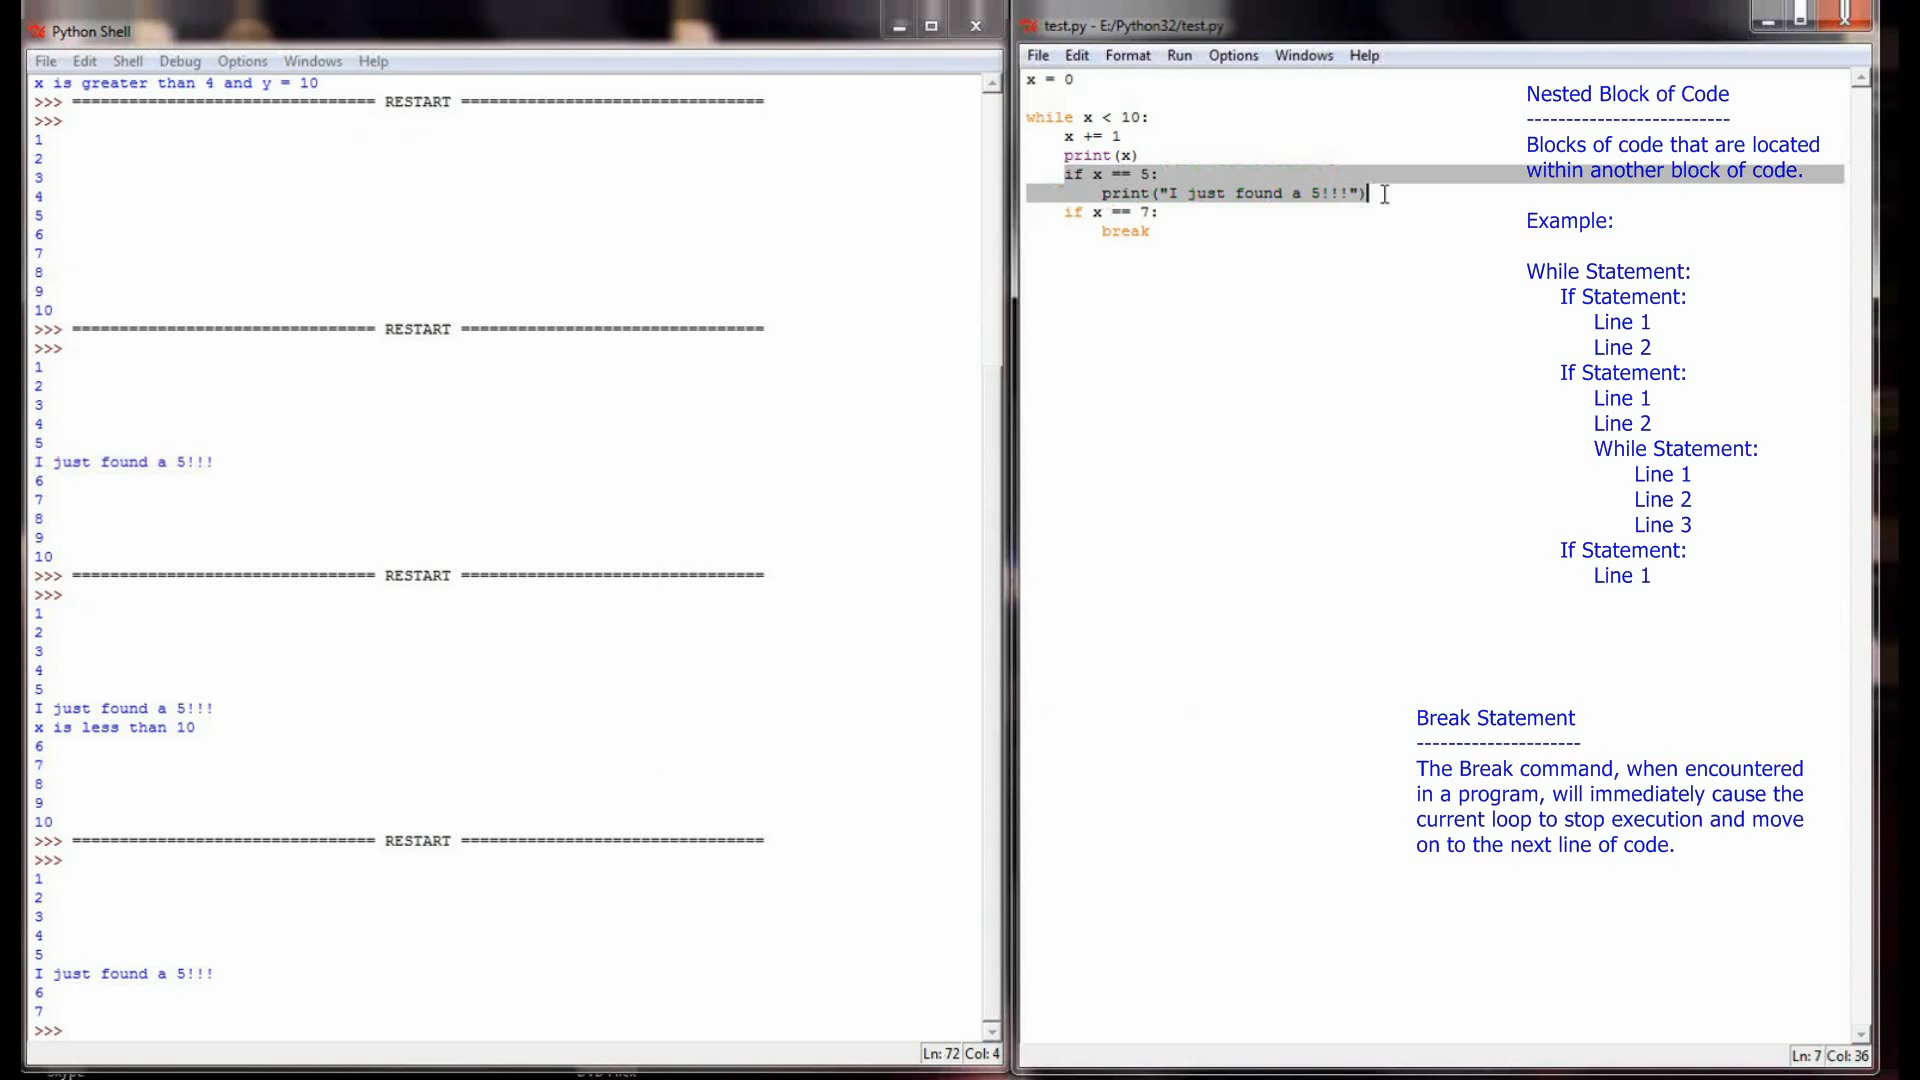 Python Shell
File Edit Shell Debug Options Windows Help
x is greater than 4 and y = 10
>>> ================================ RESTART ================================
>>>
1
2
3
4
5
6
7
8
9
10
>>> ================================ RESTART ================================
>>>
1
2
3
4
5
I just found a 5!!!
6
7
8
9
10
>>> ================================ RESTART ================================
>>>
1
2
3
4
5
I just found a 5!!!
x is less than 10
6
7
8
9
10
>>> ================================ RESTART ================================
>>>
1
2
3
4
5
I just found a 5!!!
6
7
>>>
Ln: 72 Col: 4
test.py - E:/Python32/test.py
File Edit Format Run Options Windows Help
x = 0
while x < 10:
    x += 1
    print(x)
    if x == 5:
        print("I just found a 5!!!")
    if x == 7:
        break
Nested Block of Code
--------------------------
Blocks of code that are located
within another block of code.
Example:
While Statement:
    If Statement:
        Line 1
        Line 2
    If Statement:
        Line 1
        Line 2
        While Statement:
            Line 1
            Line 2
            Line 3
    If Statement:
        Line 1
Break Statement
---------------------
The Break command, when encountered
in a program, will immediately cause the
current loop to stop execution and move
on to the next line of code.
Ln: 7 Col: 36